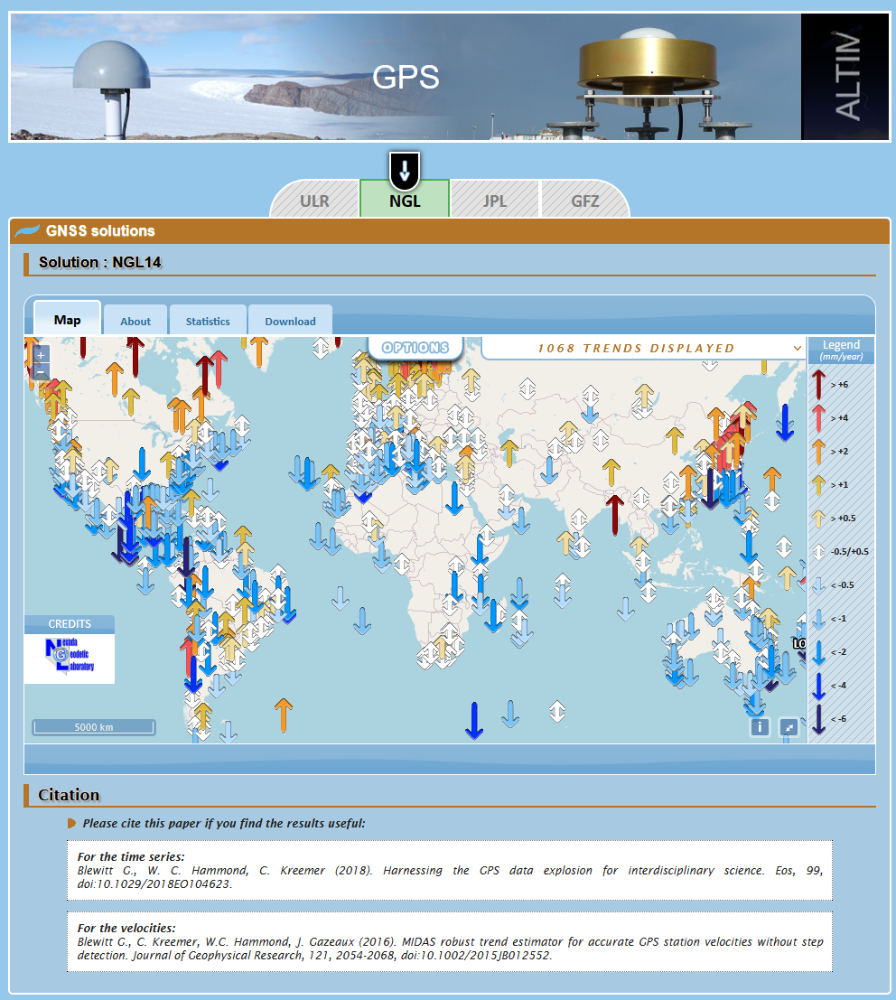 GPS
ALTIM
ULR
NGL
JPL
GFZ
GNSS solutions
Solution : NGL14
Map
About
Statistics
Download
+
−
OPTIONS
1068 TRENDS DISPLAYED
Legend
(mm/year)
> +6
> +4
> +2
> +1
> +0.5
-0.5/+0.5
< -0.5
< -1
< -2
< -4
< -6
CREDITS
Nevada
Geodetic
Laboratory
5000 km
i
LO
Citation
Please cite this paper if you find the results useful:
For the time series:
Blewitt G., W. C. Hammond, C. Kreemer (2018). Harnessing the GPS data explosion for interdisciplinary science. Eos, 99,
doi:10.1029/2018EO104623.
For the velocities:
Blewitt G., C. Kreemer, W.C. Hammond, J. Gazeaux (2016). MIDAS robust trend estimator for accurate GPS station velocities without step
detection. Journal of Geophysical Research, 121, 2054-2068, doi:10.1002/2015JB012552.